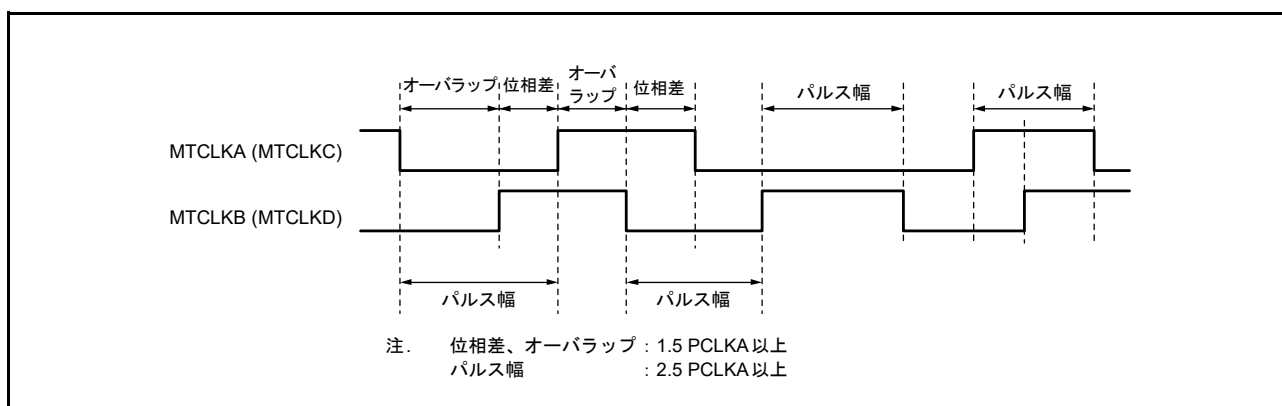 オーバラップ 位相差 オーバ
ラップ 位相差 パルス幅 パルス幅
MTCLKA (MTCLKC)
MTCLKB (MTCLKD)
パルス幅 パルス幅
注. 位相差、オーバラップ : 1.5 PCLKA以上
パルス幅 : 2.5 PCLKA以上